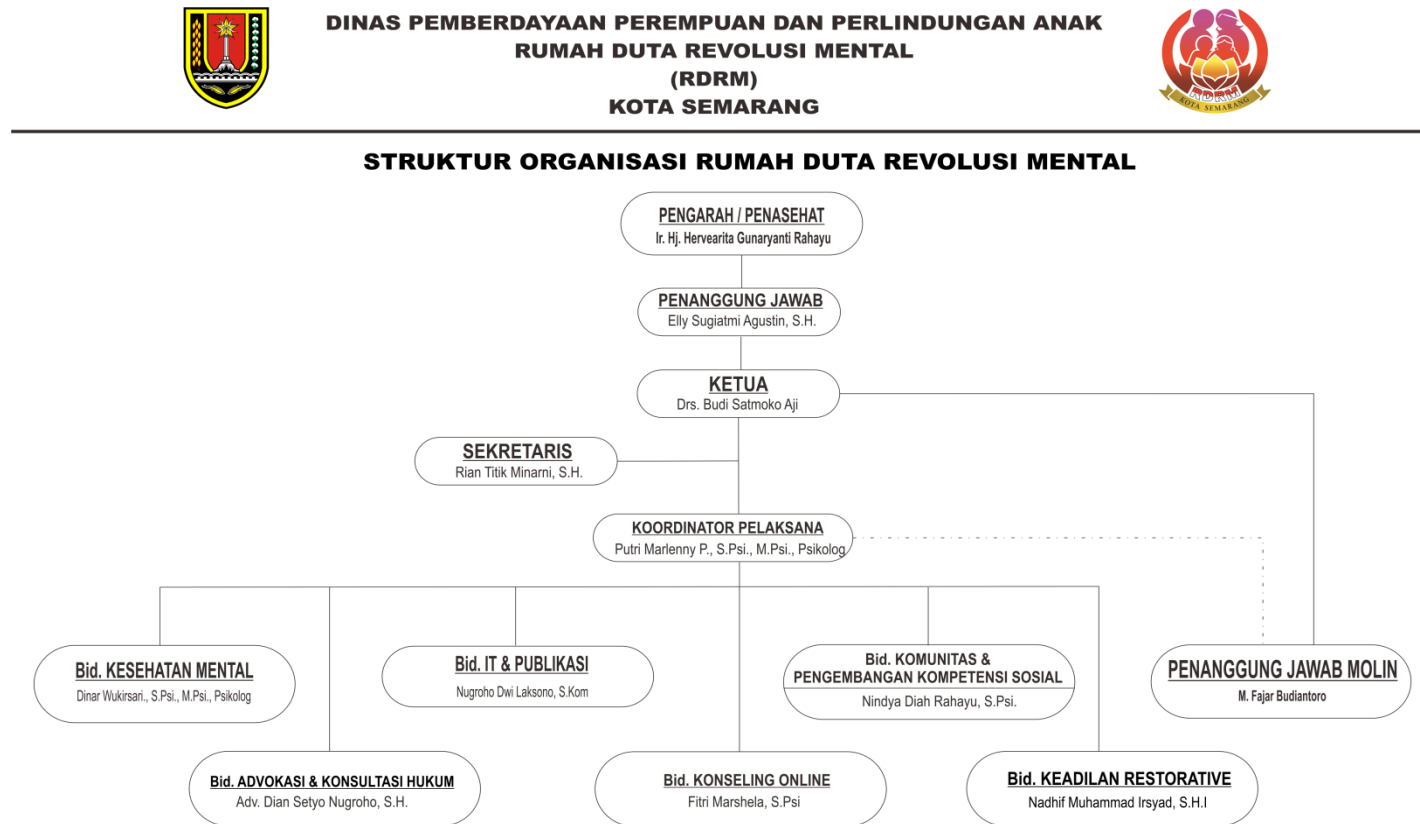 DINAS PEMBERDAYAAN PEREMPUAN DAN PERLINDUNGAN ANAK
RUMAH DUTA REVOLUSI MENTAL
(RDRM)
KOTA SEMARANG
RDRM
KOTA SEMARANG
STRUKTUR ORGANISASI RUMAH DUTA REVOLUSI MENTAL
PENGARAH / PENASEHAT
Ir. Hj. Hervearita Gunaryanti Rahayu
PENANGGUNG JAWAB
Elly Sugiatmi Agustin, S.H.
KETUA
Drs. Budi Satmoko Aji
SEKRETARIS
Rian Titik Minarni, S.H.
KOORDINATOR PELAKSANA
Putri Marlenny P., S.Psi., M.Psi., Psikolog
Bid. KESEHATAN MENTAL
Dinar Wukirsari., S.Psi., M.Psi., Psikolog
Bid. IT & PUBLIKASI
Nugroho Dwi Laksono, S.Kom
Bid. KOMUNITAS &
PENGEMBANGAN KOMPETENSI SOSIAL
Nindya Diah Rahayu, S.Psi.
PENANGGUNG JAWAB MOLIN
M. Fajar Budiantoro
Bid. ADVOKASI & KONSULTASI HUKUM
Adv. Dian Setyo Nugroho, S.H.
Bid. KONSELING ONLINE
Fitri Marshela, S.Psi
Bid. KEADILAN RESTORATIVE
Nadhif Muhammad Irsyad, S.H.I